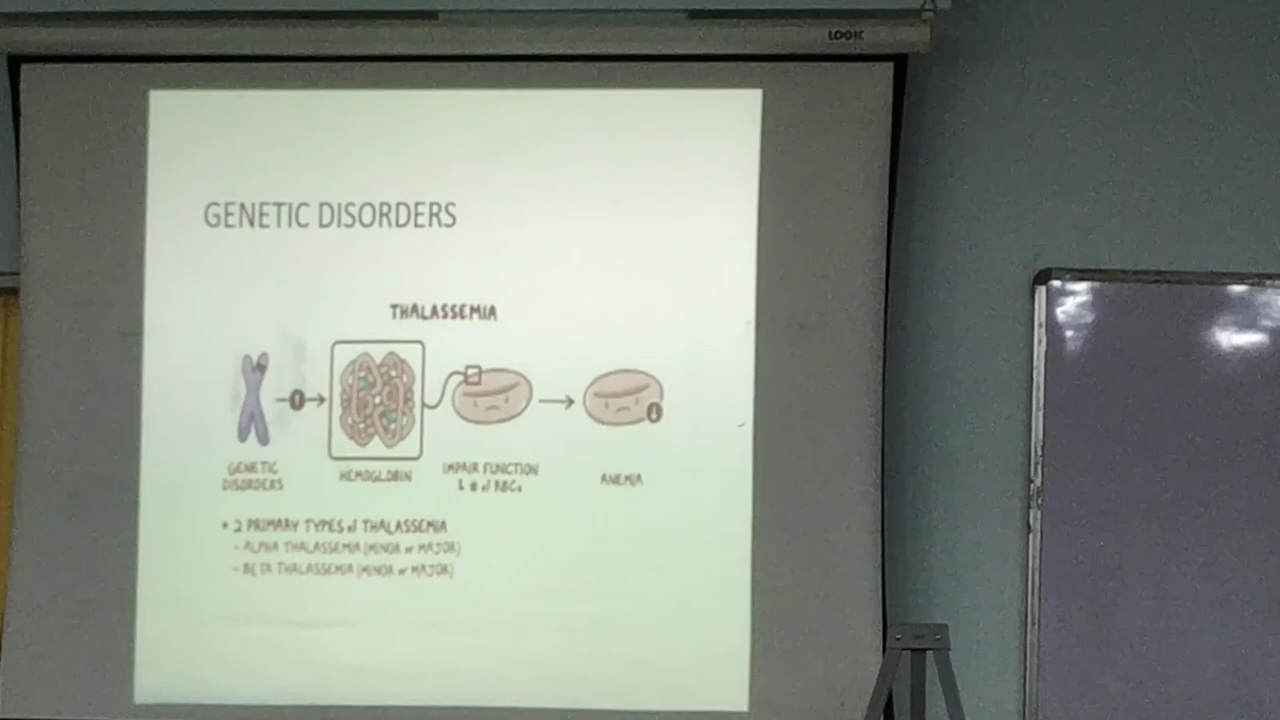 LOGIC
GENETIC DISORDERS
THALASSEMIA
GENETIC
DISORDERS
HEMOGLOBIN
IMPAIR FUNCTION
& # of RBCs
ANEMIA
• 2 PRIMARY TYPES of THALASSEMIA
- ALPHA THALASSEMIA (MINOR or MAJOR)
- BETA THALASSEMIA (MINOR or MAJOR)